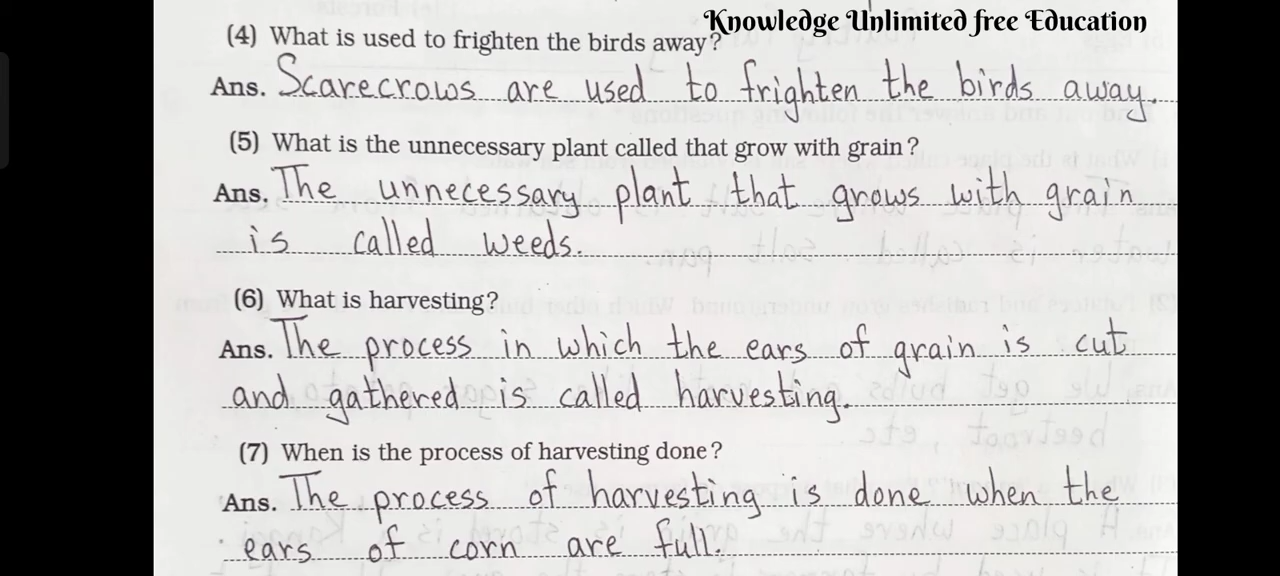 Knowledge Unlimited free Education
(4) What is used to frighten the birds away?
Ans. Scarecrows are used to frighten the birds away.
(5) What is the unnecessary plant called that grow with grain?
Ans. The unnecessary plant that grows with grain
is called weeds.
(6) What is harvesting?
Ans. The process in which the ears of grain is cut
and gathered is called harvesting.
(7) When is the process of harvesting done?
Ans. The process of harvesting is done when the
ears of corn are full.